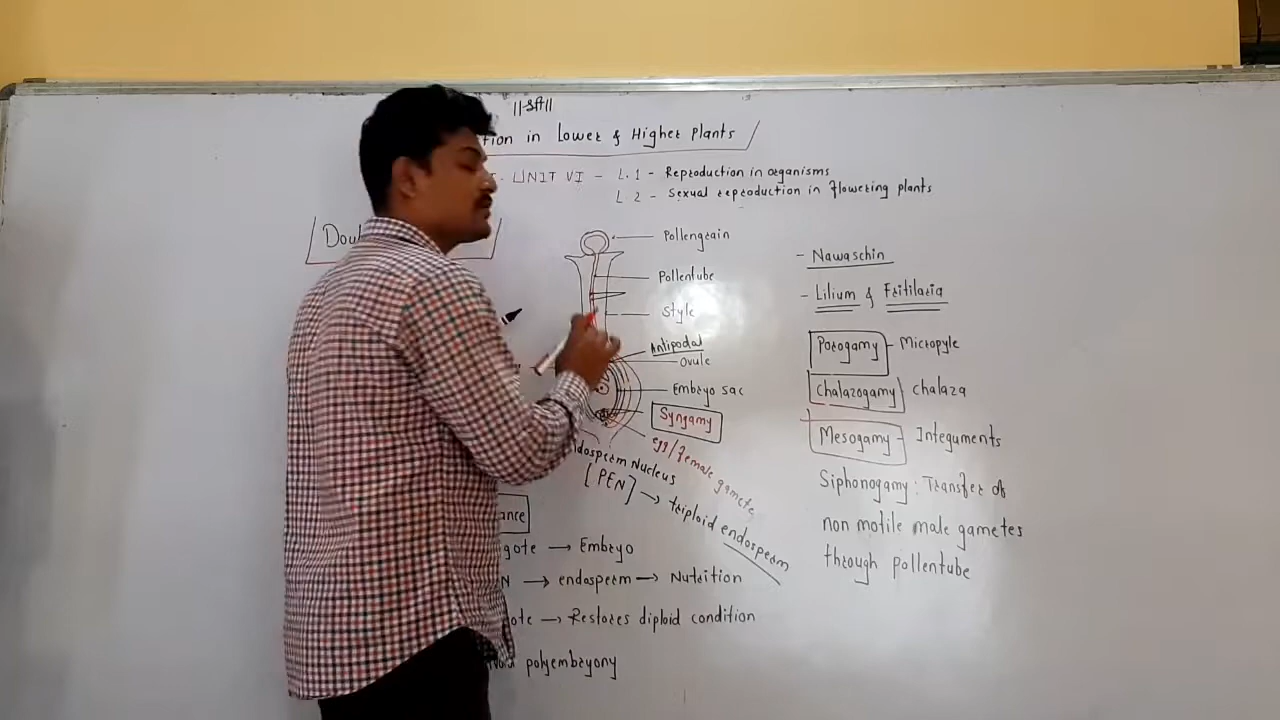 ||श्री||
tion in Lower & Higher plants
UNIT VI - L.1 - Reproduction in organisms
L 2 - Sexual reproduction in flowering plants
Dou
Pollengrain
Pollentube
Style
Antipodal
Ovule
Embryo sac
Syngamy
egg/female gamete
ndosperm Nucleus
[PEN] → triploid endosperm
ance
gote → Embryo
N → endosperm → Nutrition
ote → Restores diploid condition
polyembryony
- Nawaschin
- Lilium & Fritilaria
Porogamy - Micropyle
Chalazogamy chalaza
Mesogamy - Integuments
Siphonogamy : Transfer of
non motile male gametes
through pollentube